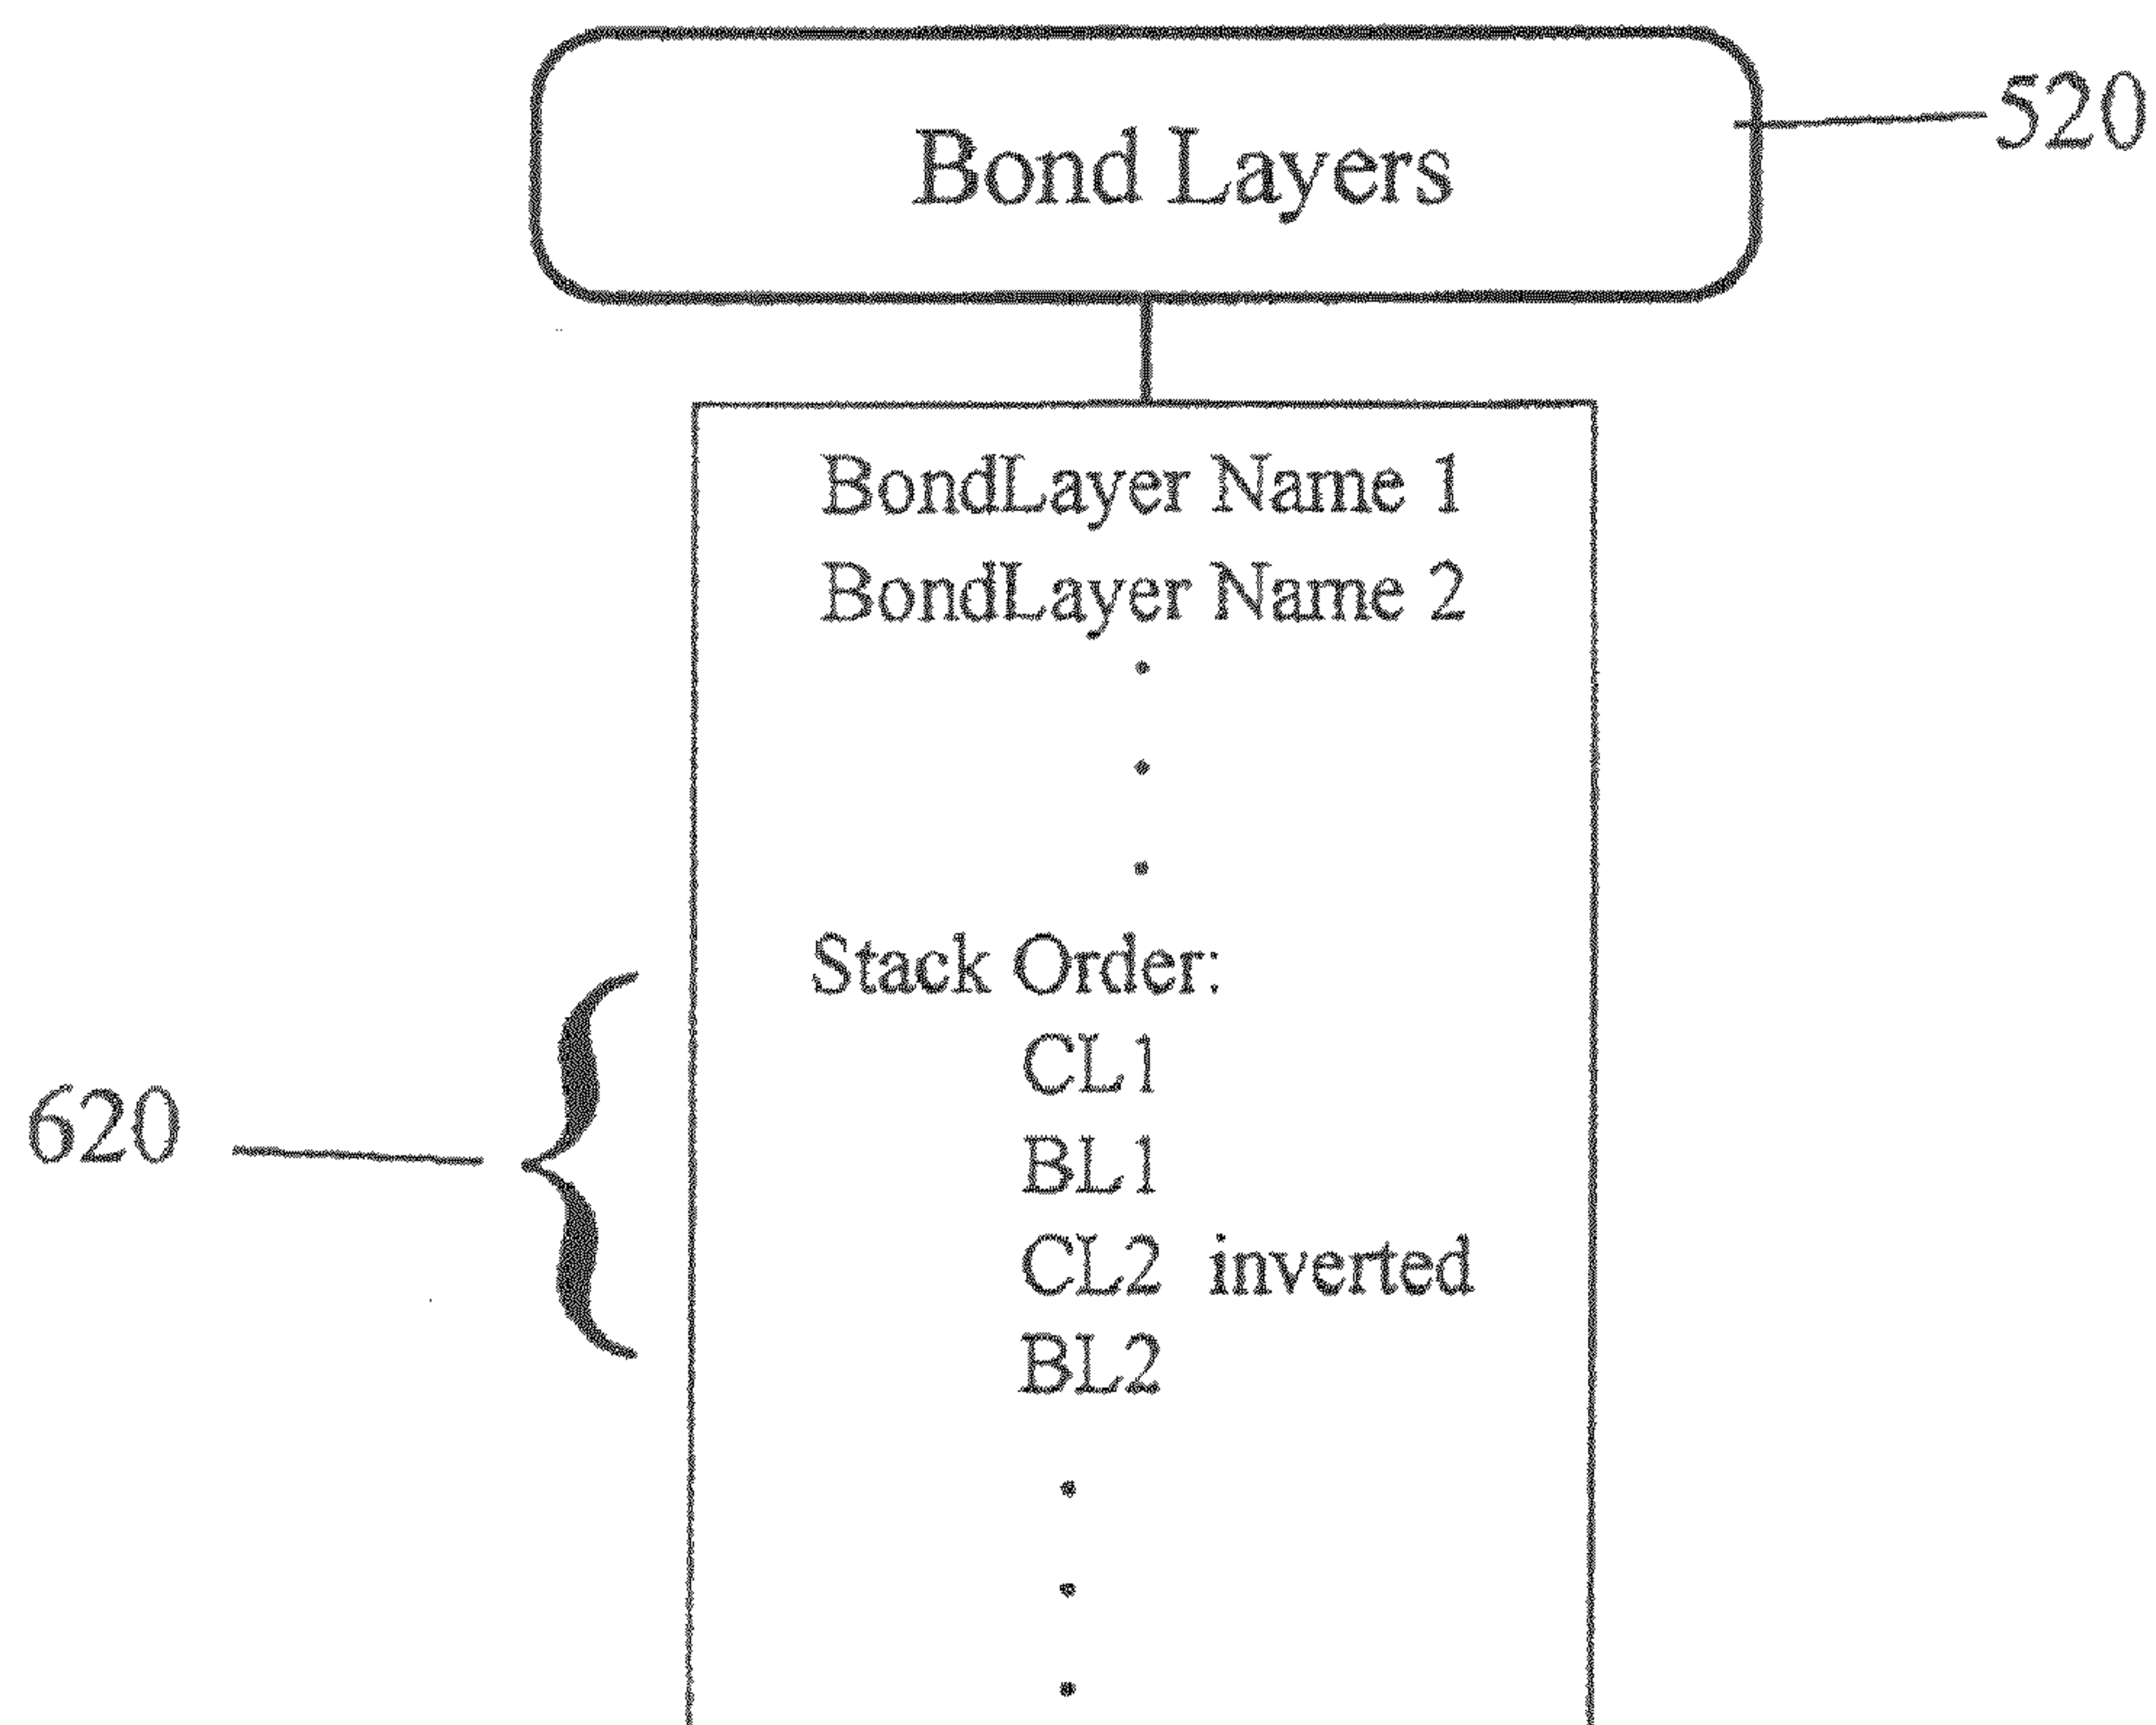 Bond Layers
520
BondLayer Name 1
BondLayer Name 2
Stack Order:
CL1
BL1
620
CL2 inverted
BL2